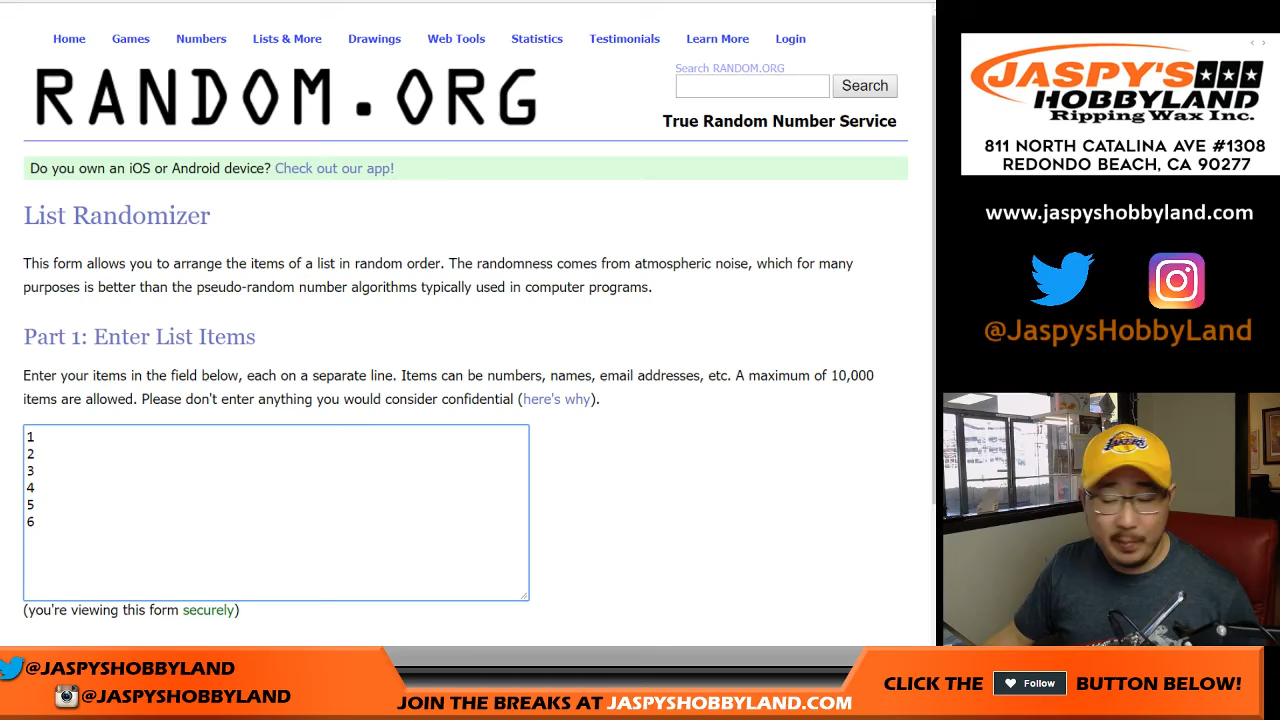 Home Games Numbers Lists & More Drawings Web Tools Statistics Testimonials Learn More Login
RANDOM.ORG
Search RANDOM.ORG
Search
True Random Number Service
Do you own an iOS or Android device? Check out our app!
List Randomizer
This form allows you to arrange the items of a list in random order. The randomness comes from atmospheric noise, which for many
purposes is better than the pseudo-random number algorithms typically used in computer programs.
Part 1: Enter List Items
Enter your items in the field below, each on a separate line. Items can be numbers, names, email addresses, etc. A maximum of 10,000
items are allowed. Please don't enter anything you would consider confidential (here's why).
1
2
3
4
5
6
(you're viewing this form securely)
JASPY'S
HOBBYLAND
Ripping Wax Inc.
811 NORTH CATALINA AVE #1308
REDONDO BEACH, CA 90277
www.jaspyshobbyland.com
@JaspysHobbyLand
LAKERS
@JASPYSHOBBYLAND
@JASPYSHOBBYLAND
JOIN THE BREAKS AT JASPYSHOBBYLAND.COM
CLICK THE Follow BUTTON BELOW!